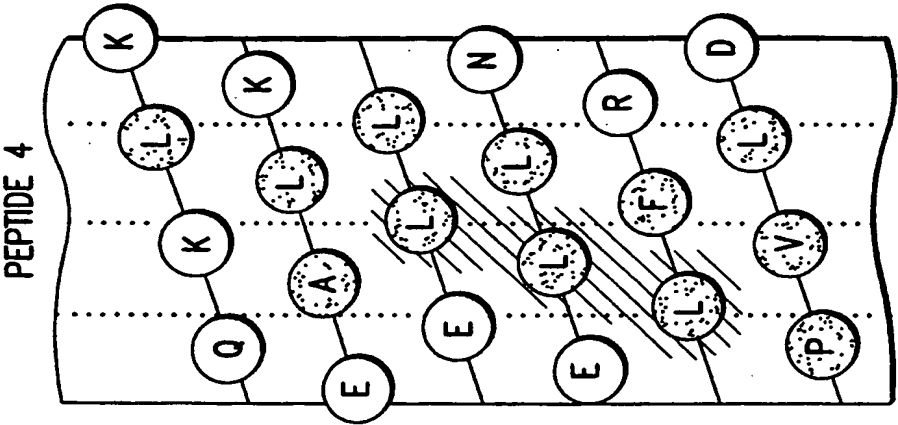 PEPTIDE 4
P V L D
L F R
E L L N
E L L
E A L K
Q K L K